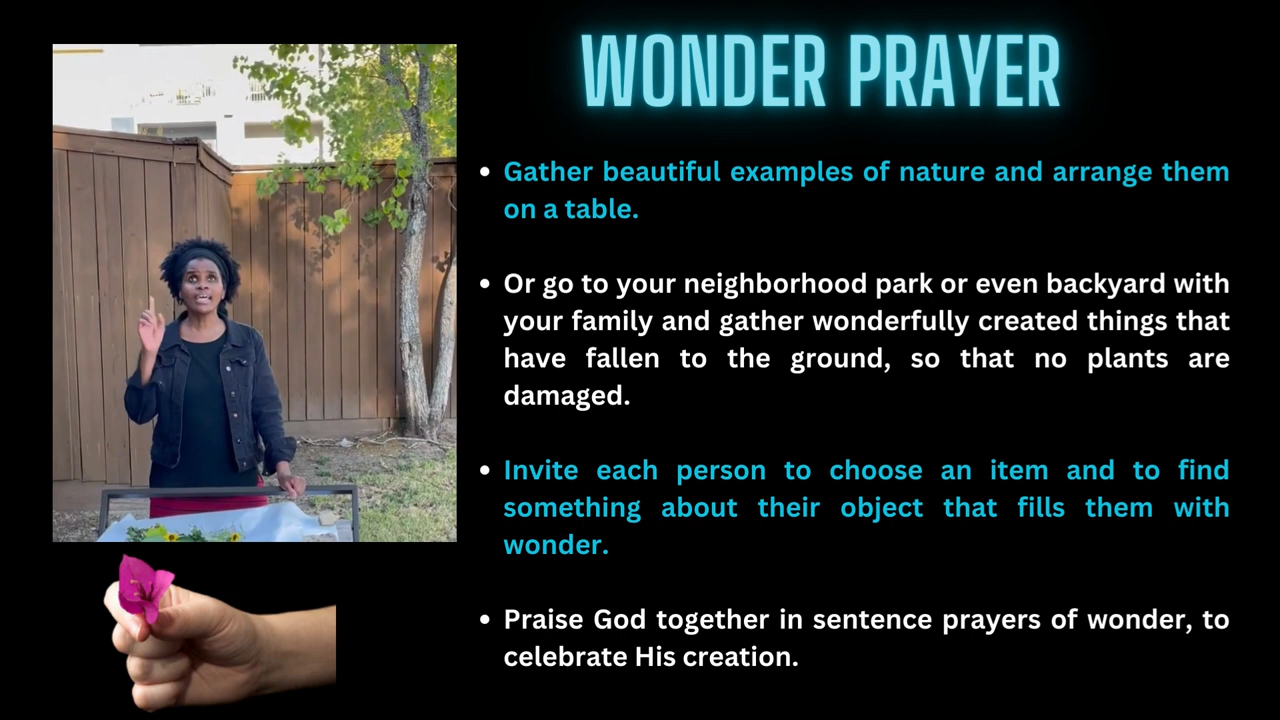 WONDER PRAYER
• Gather beautiful examples of nature and arrange them
on a table.
• Or go to your neighborhood park or even backyard with
your family and gather wonderfully created things that
have fallen to the ground, so that no plants are
damaged.
• Invite each person to choose an item and to find
something about their object that fills them with
wonder.
• Praise God together in sentence prayers of wonder, to
celebrate His creation.